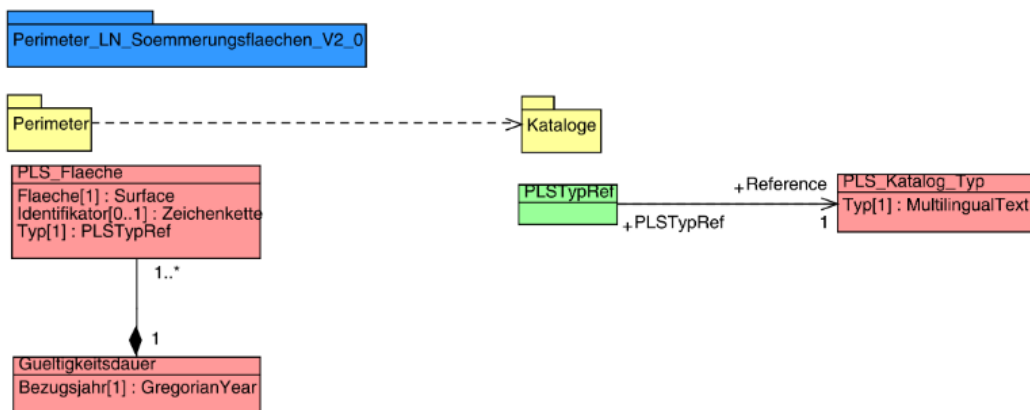 Perimeter_LN_Soemmerungsflaechen_V2_0
Perimeter
Kataloge
PLS_Flaeche
Flaeche[1] : Surface
Identifikator[0..1] : Zeichenkette
Typ[1] : PLSTypRef
PLSTypRef
+Reference
+PLSTypRef
1
PLS_Katalog_Typ
Typ[1] : MultilingualText
1..*
1
Gueltigkeitsdauer
Bezugsjahr[1] : GregorianYear